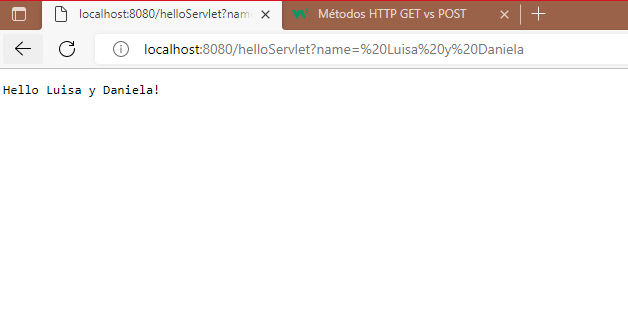 localhost:8080/helloServlet?nam
Métodos HTTP GET vs POST
localhost:8080/helloServlet?name=%20Luisa%20y%20Daniela
Hello Luisa y Daniela!